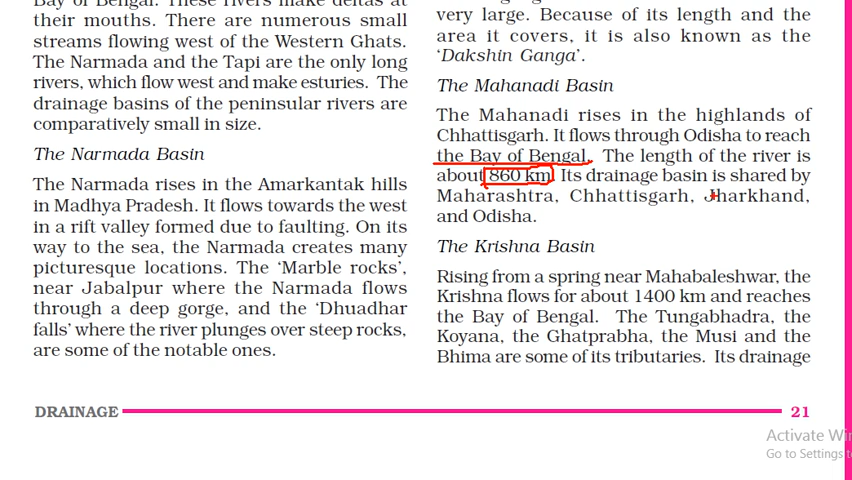 Bay of Bengal. These rivers make deltas at
their mouths. There are numerous small
streams flowing west of the Western Ghats.
The Narmada and the Tapi are the only long
rivers, which flow west and make esturies. The
drainage basins of the peninsular rivers are
comparatively small in size.
The Narmada Basin
The Narmada rises in the Amarkantak hills
in Madhya Pradesh. It flows towards the west
in a rift valley formed due to faulting. On its
way to the sea, the Narmada creates many
picturesque locations. The ‘Marble rocks’,
near Jabalpur where the Narmada flows
through a deep gorge, and the ‘Dhuadhar
falls’ where the river plunges over steep rocks,
are some of the notable ones.
very large. Because of its length and the
area it covers, it is also known as the
‘Dakshin Ganga’.
The Mahanadi Basin
The Mahanadi rises in the highlands of
Chhattisgarh. It flows through Odisha to reach
the Bay of Bengal. The length of the river is
about 860 km. Its drainage basin is shared by
Maharashtra, Chhattisgarh, Jharkhand,
and Odisha.
The Krishna Basin
Rising from a spring near Mahabaleshwar, the
Krishna flows for about 1400 km and reaches
the Bay of Bengal. The Tungabhadra, the
Koyana, the Ghatprabha, the Musi and the
Bhima are some of its tributaries. Its drainage
DRAINAGE
21
Activate Win
Go to Settings t